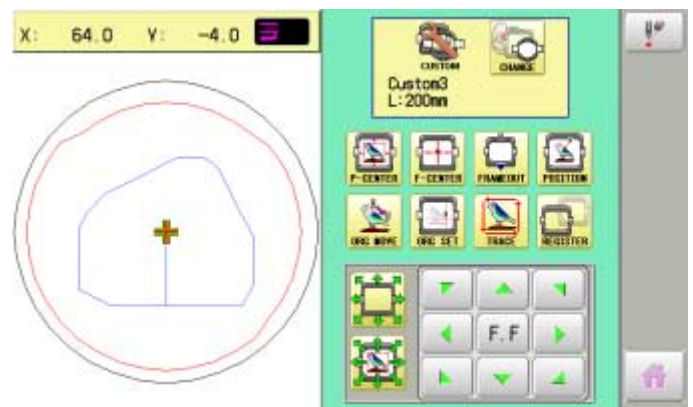 X: 64.0 Y: -4.0
CUSTOM CHANGE
Custom3
L:200mm
P-CENTER F-CENTER FRAMEOUT POSITION
ORG MOVE ORG SET TRACE REGISTER
F.F